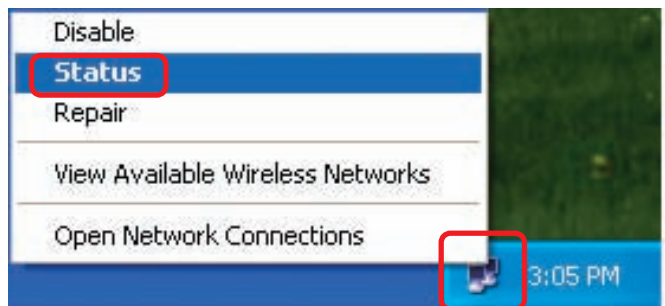 Disable
Status
Repair
View Available Wireless Networks
Open Network Connections
3:05 PM